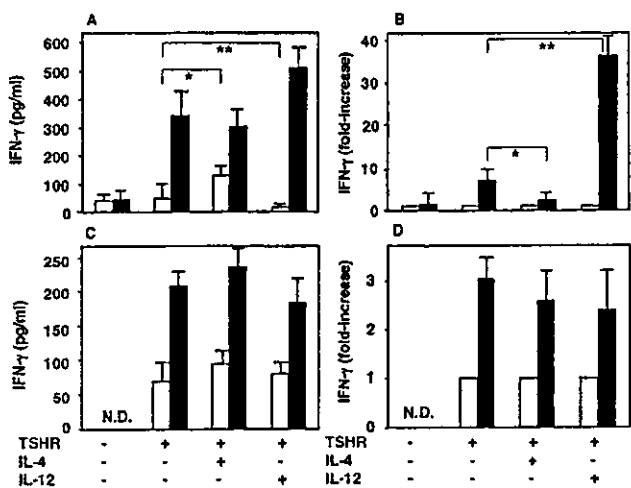 A
B
IFN-γ (pg/ml)
600
500
400
300
200
100
0
*
**
IFN-γ (fold-increase)
40
30
20
10
0
*
**
C
D
IFN-γ (pg/ml)
250
200
150
100
50
0
N.D.
IFN-γ (fold-increase)
3
2
1
0
N.D.
TSHR - + + + TSHR - + + +
IL-4 - - + - IL-4 - - + -
IL-12 - - - + IL-12 - - - +